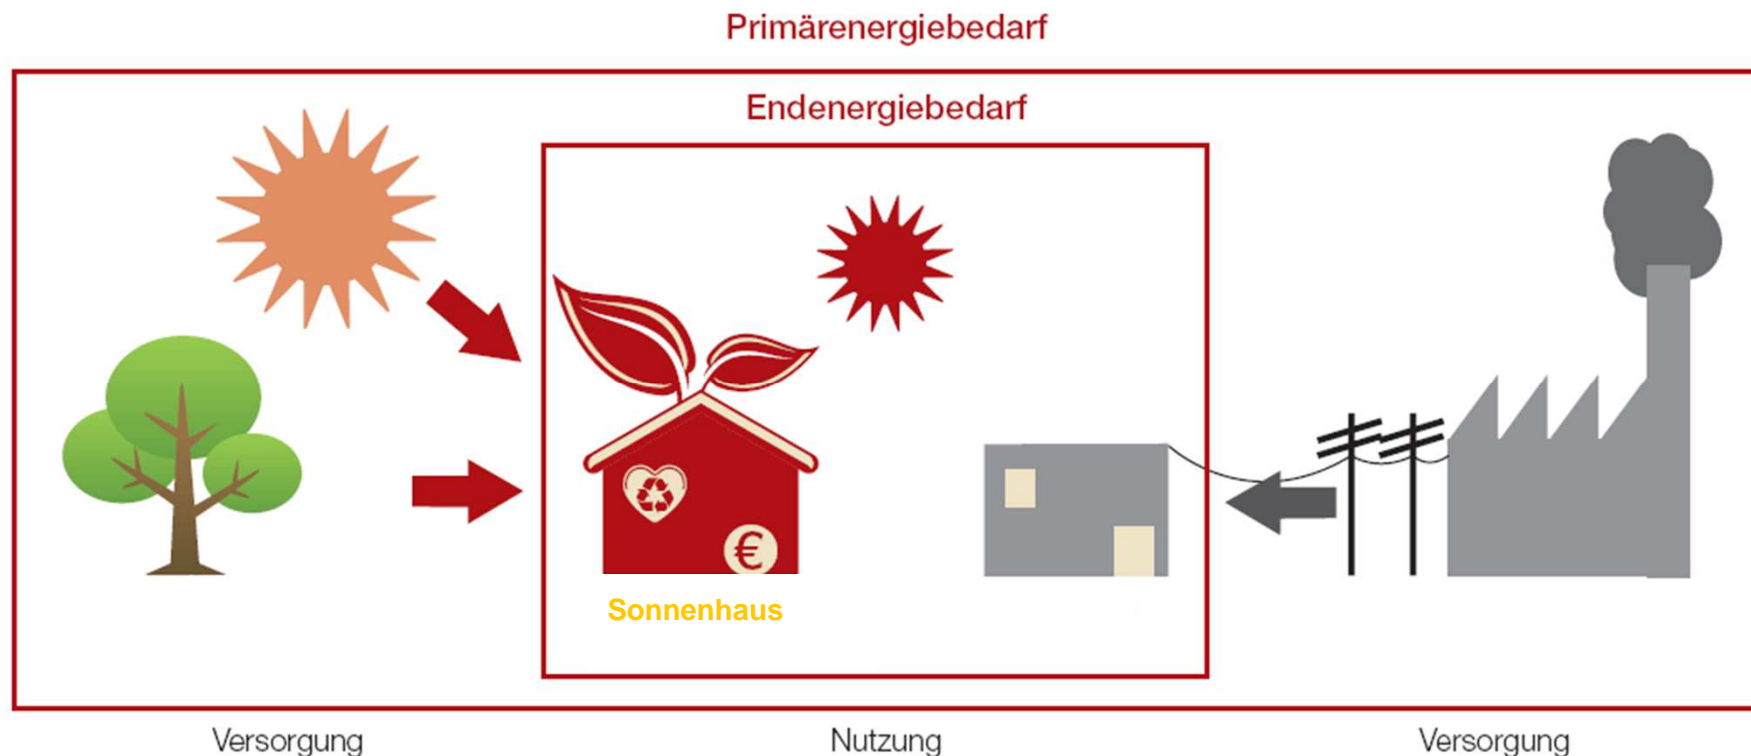 Primärenergiebedarf
Endenergiebedarf
€
Sonnenhaus
Versorgung
Nutzung
Versorgung